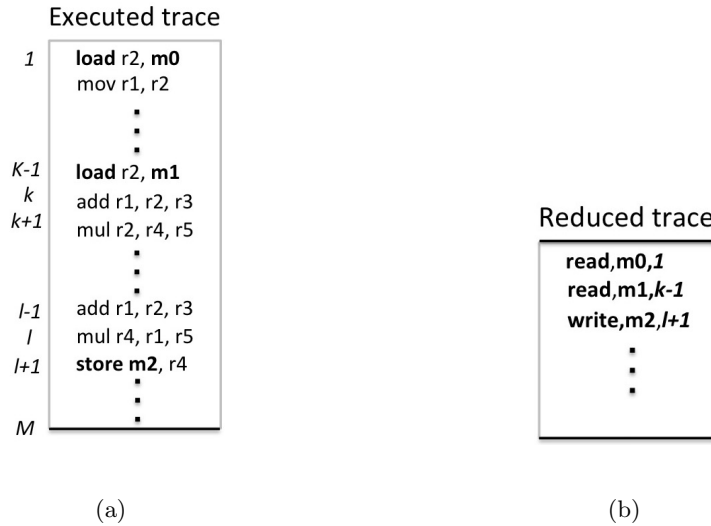 Executed trace
1 load r2, m0
mov r1, r2
K-1 load r2, m1
k add r1, r2, r3
k+1 mul r2, r4, r5
l-1 add r1, r2, r3
l mul r4, r1, r5
l+1 store m2, r4
M
(a)
Reduced trace
read,m0,1
read,m1,k-1
write,m2,l+1
(b)